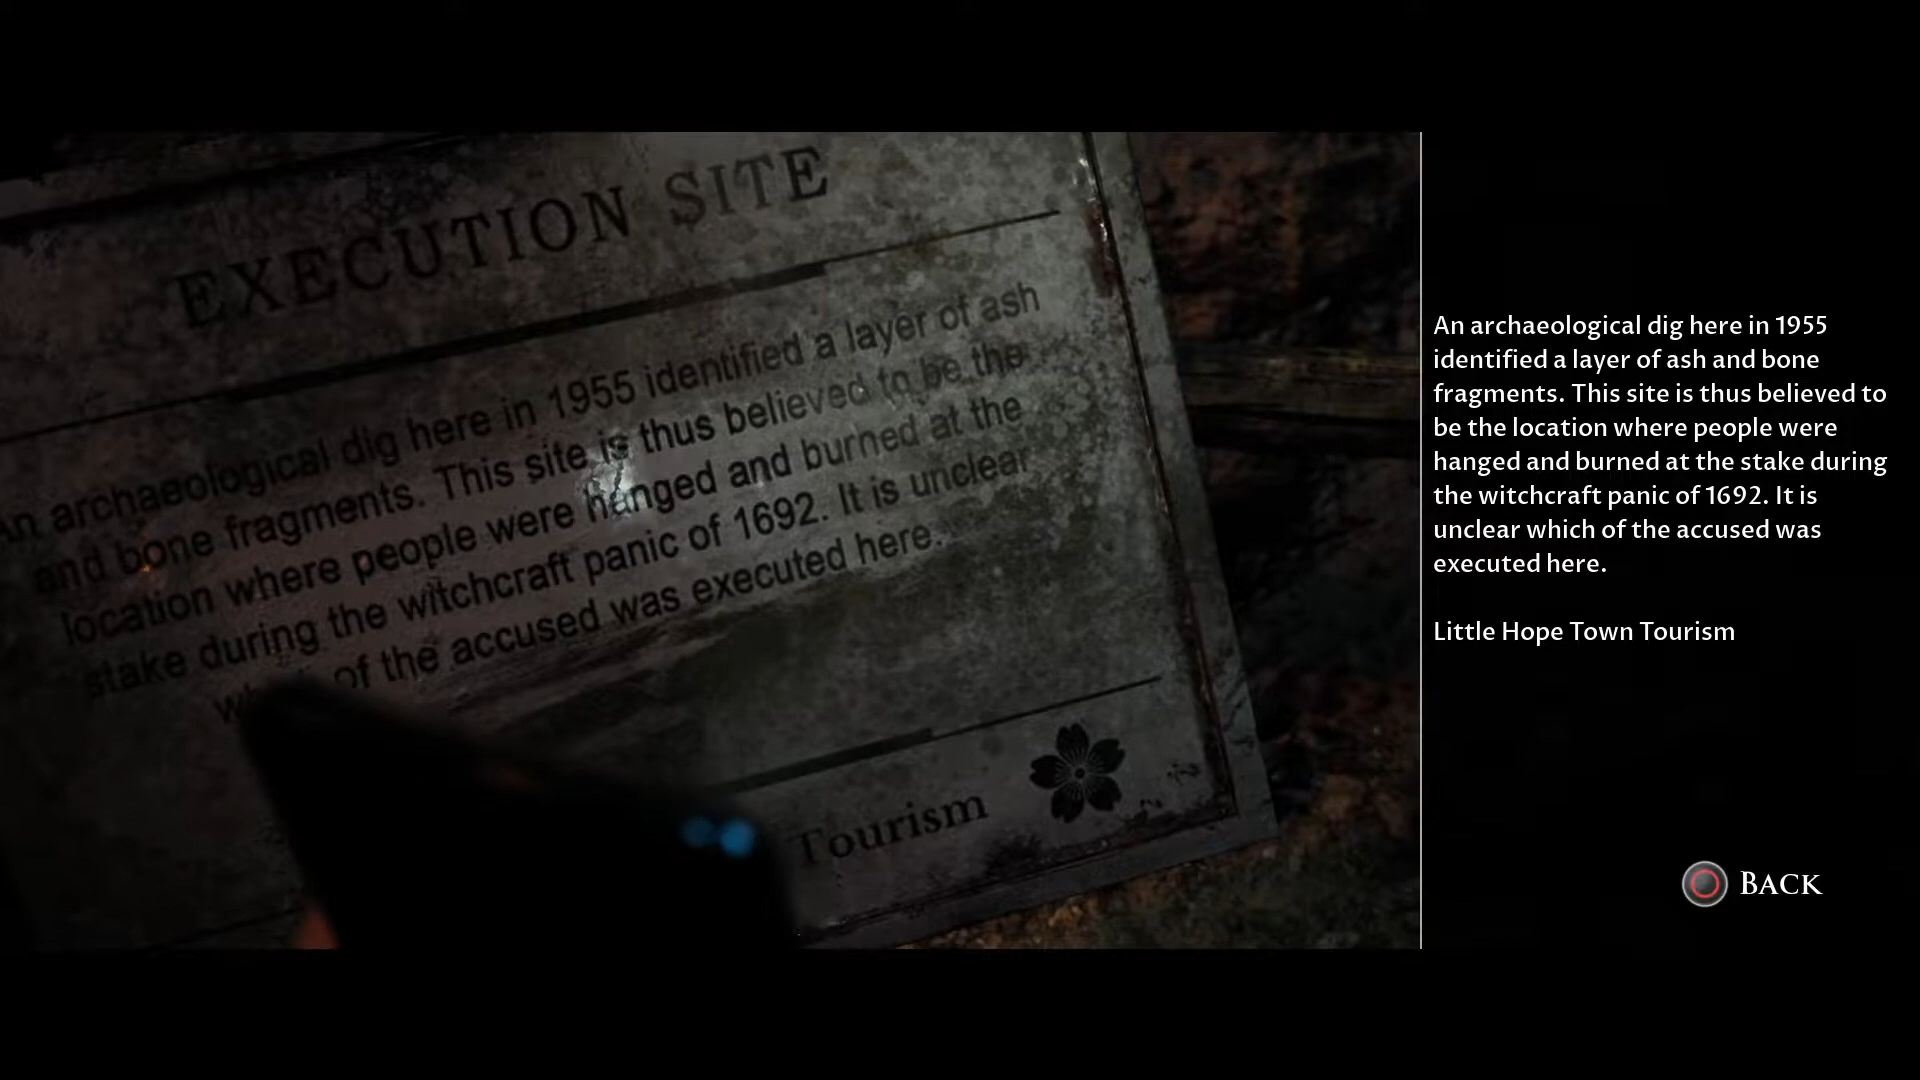 EXECUTION SITE
An archaeological dig here in 1955 identified a layer of ash
and bone fragments. This site is thus believed to be the
location where people were hanged and burned at the
stake during the witchcraft panic of 1692. It is unclear
of the accused was executed here.
Tourism
An archaeological dig here in 1955
identified a layer of ash and bone
fragments. This site is thus believed to
be the location where people were
hanged and burned at the stake during
the witchcraft panic of 1692. It is
unclear which of the accused was
executed here.
Little Hope Town Tourism
BACK